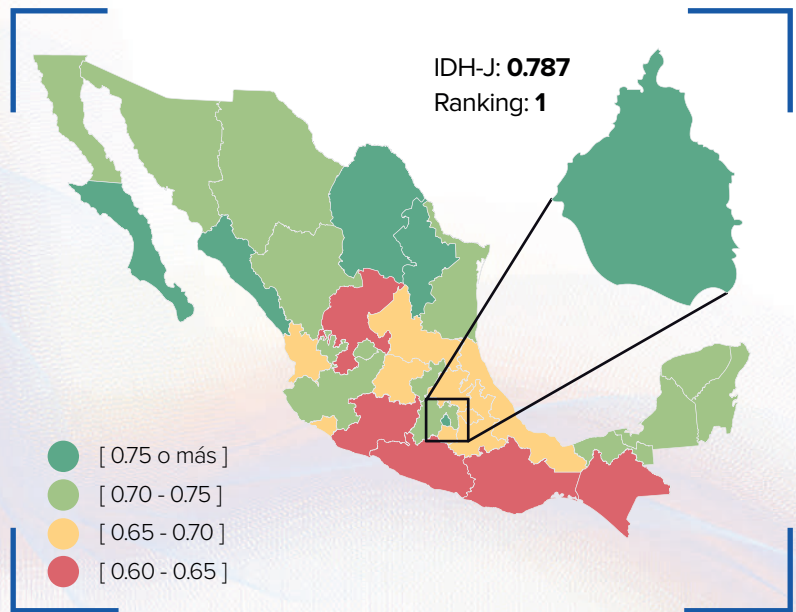 IDH-J: 0.787
Ranking: 1
[ 0.75 o más ]
[ 0.70 - 0.75 ]
[ 0.65 - 0.70 ]
[ 0.60 - 0.65 ]